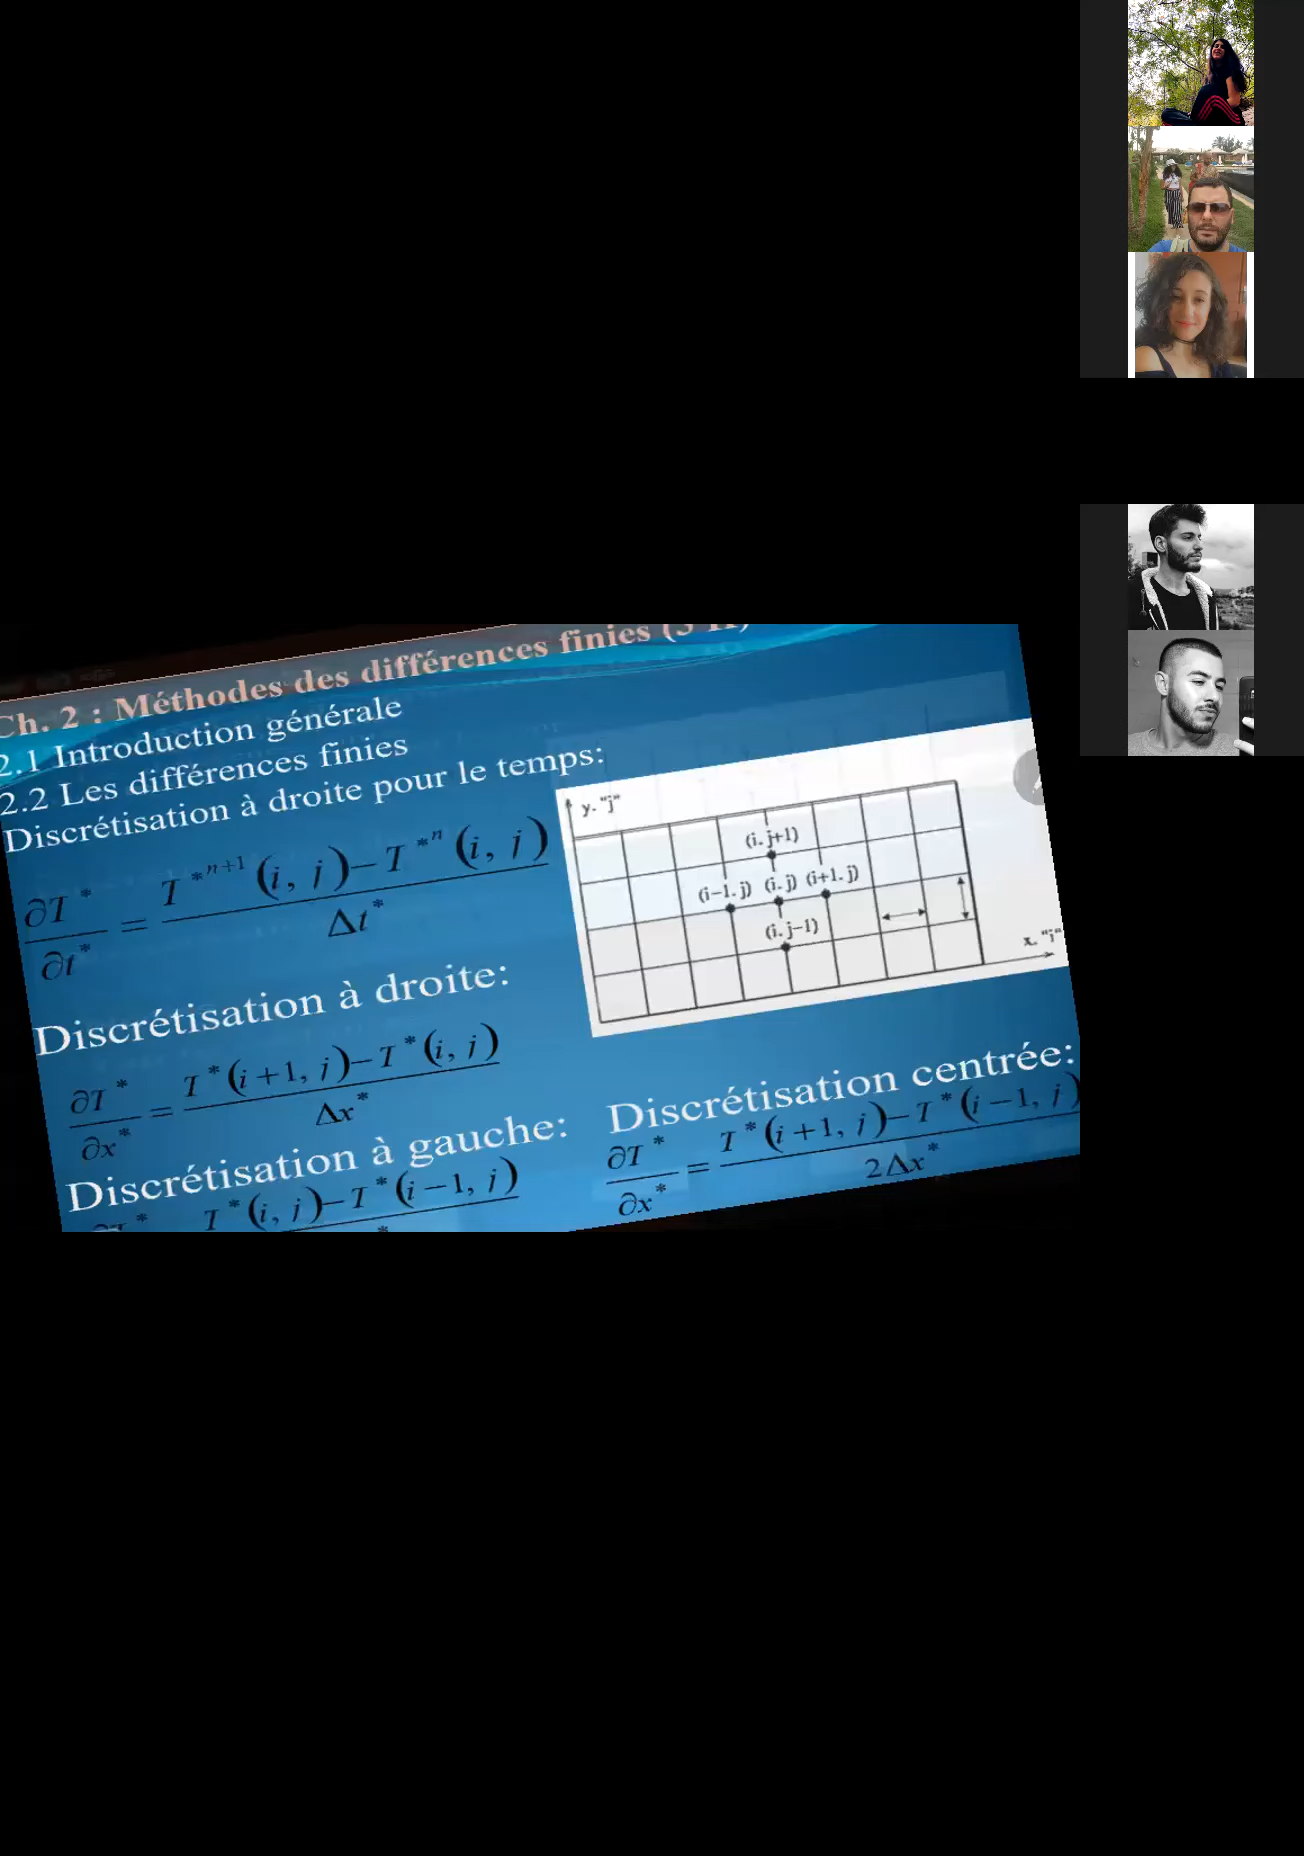 Ch. 2 : Méthodes des différences finies
2.1 Introduction générale
2.2 Les différences finies
Discrétisation à droite pour le temps:
∂T* / ∂t* = (T*ⁿ⁺¹(i, j) − T*ⁿ(i, j)) / Δt*
y. "j"
(i. j+1)
(i−1. j) (i. j) (i+1. j)
(i. j−1)
x. "i"
Discrétisation à droite:
∂T* / ∂x* = (T*(i+1, j) − T*(i, j)) / Δx*
Discrétisation à gauche:
T*(i, j) − T*(i−1, j)
Discrétisation centrée:
∂T* / ∂x* = (T*(i+1, j) − T*(i−1, j)) / 2Δx*